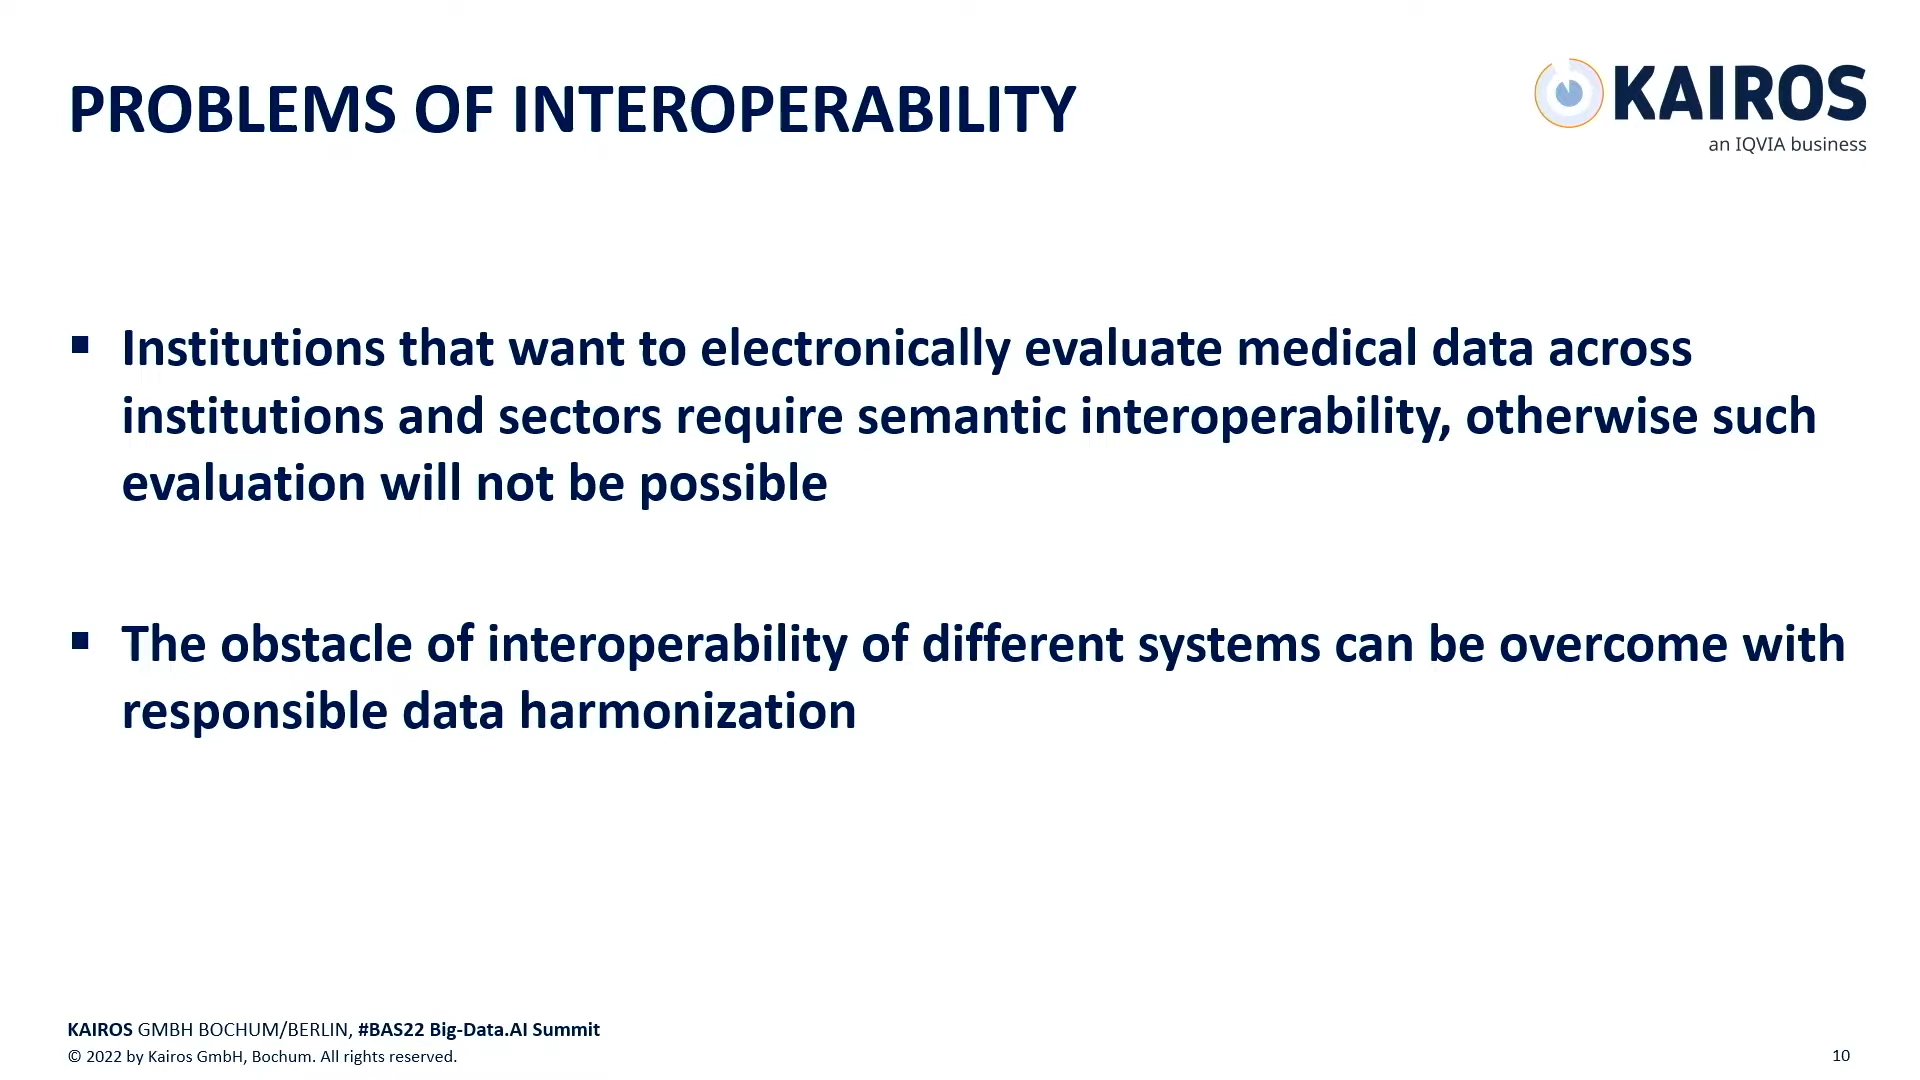 PROBLEMS OF INTEROPERABILITY
KAIROS
an IQVIA business
▪ Institutions that want to electronically evaluate medical data across
institutions and sectors require semantic interoperability, otherwise such
evaluation will not be possible
▪ The obstacle of interoperability of different systems can be overcome with
responsible data harmonization
KAIROS GMBH BOCHUM/BERLIN, #BAS22 Big-Data.AI Summit
© 2022 by Kairos GmbH, Bochum. All rights reserved.
10